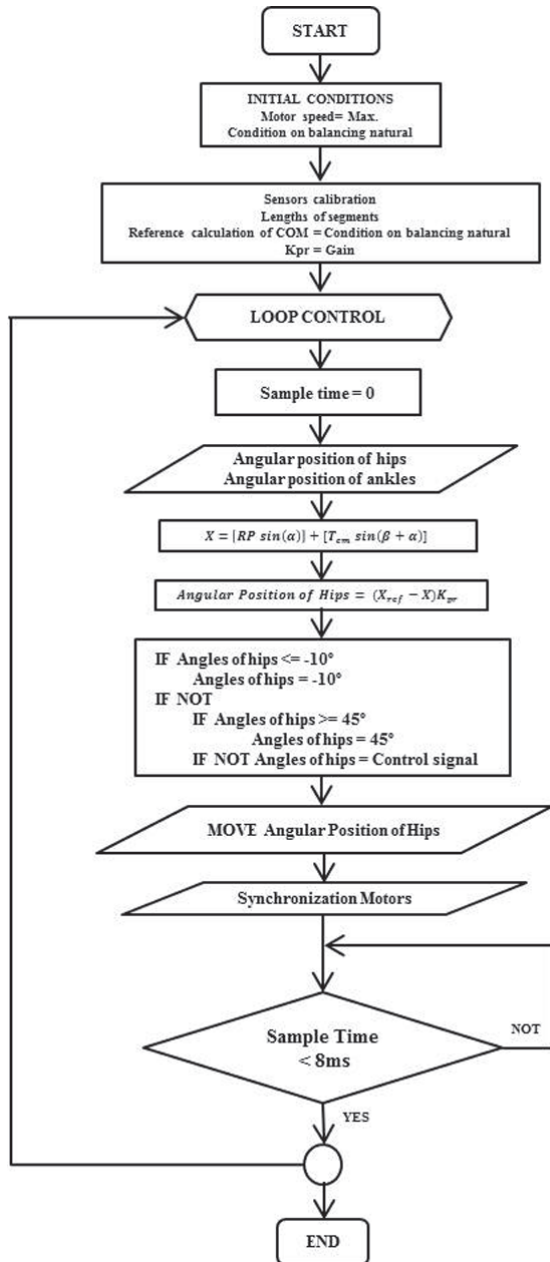 START
INITIAL CONDITIONS
Motor speed= Max.
Condition on balancing natural
Sensors calibration
Lengths of segments
Reference calculation of COM = Condition on balancing natural
Kpr = Gain
LOOP CONTROL
Sample time = 0
Angular position of hips
Angular position of ankles
X = [RP sin(α)] + [T_cm sin(β + α)]
Angular Position of Hips = (X_ref − X)K_pr
IF Angles of hips <= -10°
Angles of hips = -10°
IF NOT
IF Angles of hips >= 45°
Angles of hips = 45°
IF NOT Angles of hips = Control signal
MOVE Angular Position of Hips
Synchronization Motors
Sample Time
< 8ms
NOT
YES
END